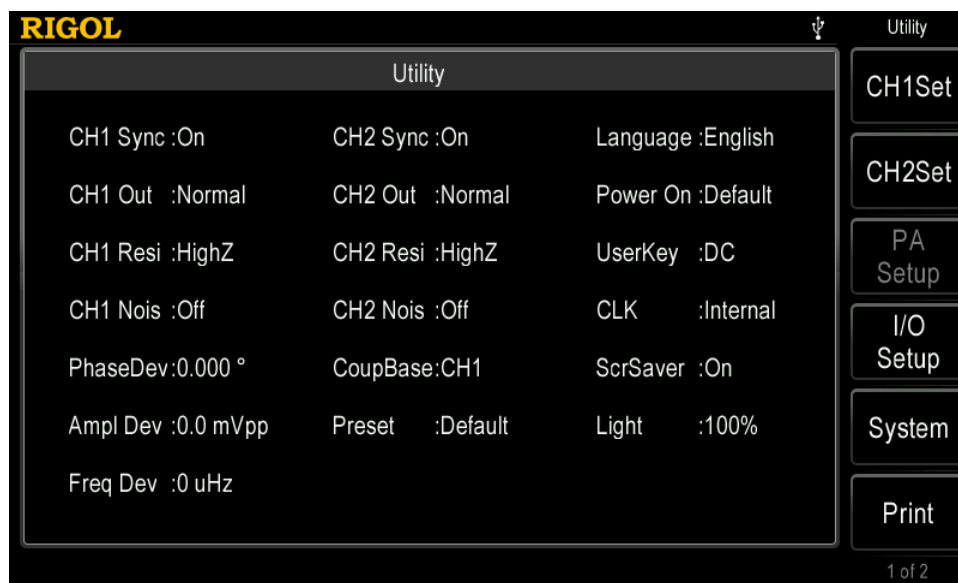 RIGOL
Utility
Utility
CH1 Sync :On CH2 Sync :On Language :English
CH1 Out :Normal CH2 Out :Normal Power On :Default
CH1 Resi :HighZ CH2 Resi :HighZ UserKey :DC
CH1 Nois :Off CH2 Nois :Off CLK :Internal
PhaseDev:0.000 ° CoupBase:CH1 ScrSaver :On
Ampl Dev :0.0 mVpp Preset :Default Light :100%
Freq Dev :0 uHz
CH1Set
CH2Set
PA
Setup
I/O
Setup
System
Print
1 of 2